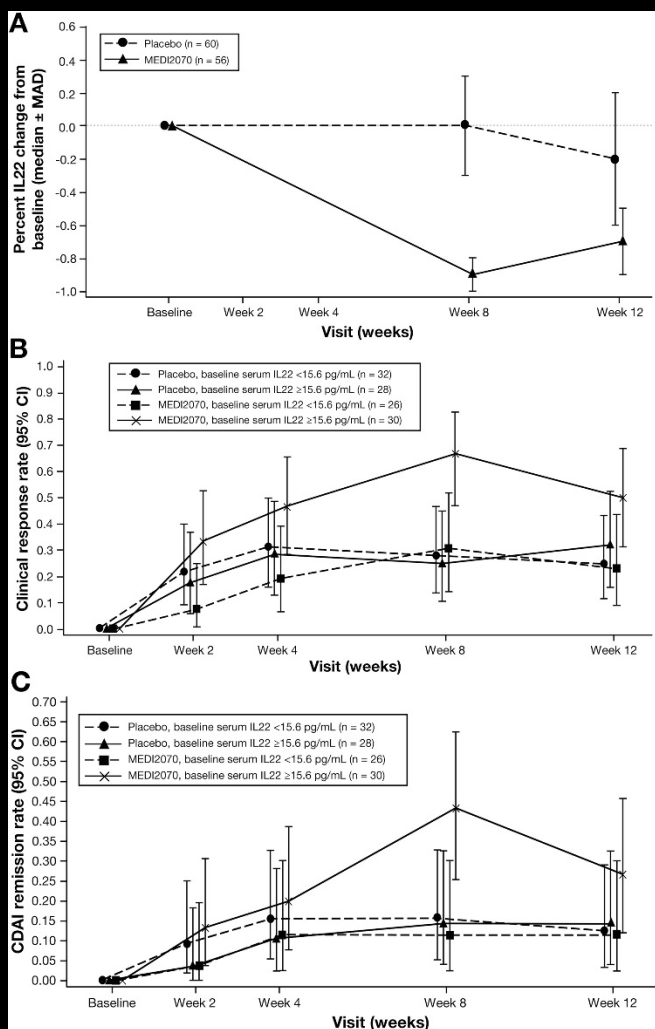 A
Percent IL22 change from
baseline (median ± MAD)
0.6
0.4
0.2
0.0
-0.2
-0.4
-0.6
-0.8
-1.0
Placebo (n = 60)
MEDI2070 (n = 56)
Baseline Week 2 Week 4 Week 8 Week 12
Visit (weeks)
B
Clinical response rate (95% CI)
1.0
0.9
0.8
0.7
0.6
0.5
0.4
0.3
0.2
0.1
0.0
Placebo, baseline serum IL22 <15.6 pg/mL (n = 32)
Placebo, baseline serum IL22 ≥15.6 pg/mL (n = 28)
MEDI2070, baseline serum IL22 <15.6 pg/mL (n = 26)
MEDI2070, baseline serum IL22 ≥15.6 pg/mL (n = 30)
Baseline Week 2 Week 4 Week 8 Week 12
Visit (weeks)
C
CDAI remission rate (95% CI)
0.70
0.65
0.60
0.55
0.50
0.45
0.40
0.35
0.30
0.25
0.20
0.15
0.10
0.05
0.00
Placebo, baseline serum IL22 <15.6 pg/mL (n = 32)
Placebo, baseline serum IL22 ≥15.6 pg/mL (n = 28)
MEDI2070, baseline serum IL22 <15.6 pg/mL (n = 26)
MEDI2070, baseline serum IL22 ≥15.6 pg/mL (n = 30)
Baseline Week 2 Week 4 Week 8 Week 12
Visit (weeks)